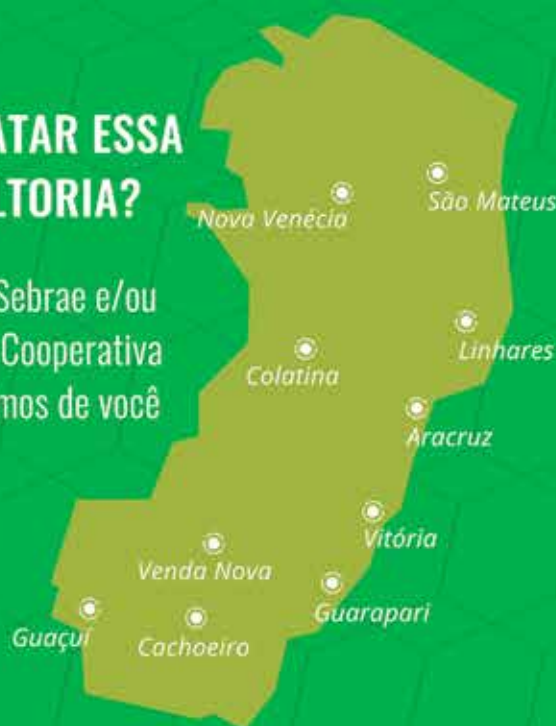 ATAR ESSA
LTORIA?
Sebrae e/ou
Cooperativa
mos de você
São Mateus
Nova Venécia
Linhares
Colatina
Aracruz
Vitória
Venda Nova
Guarapari
Guaçuí
Cachoeiro